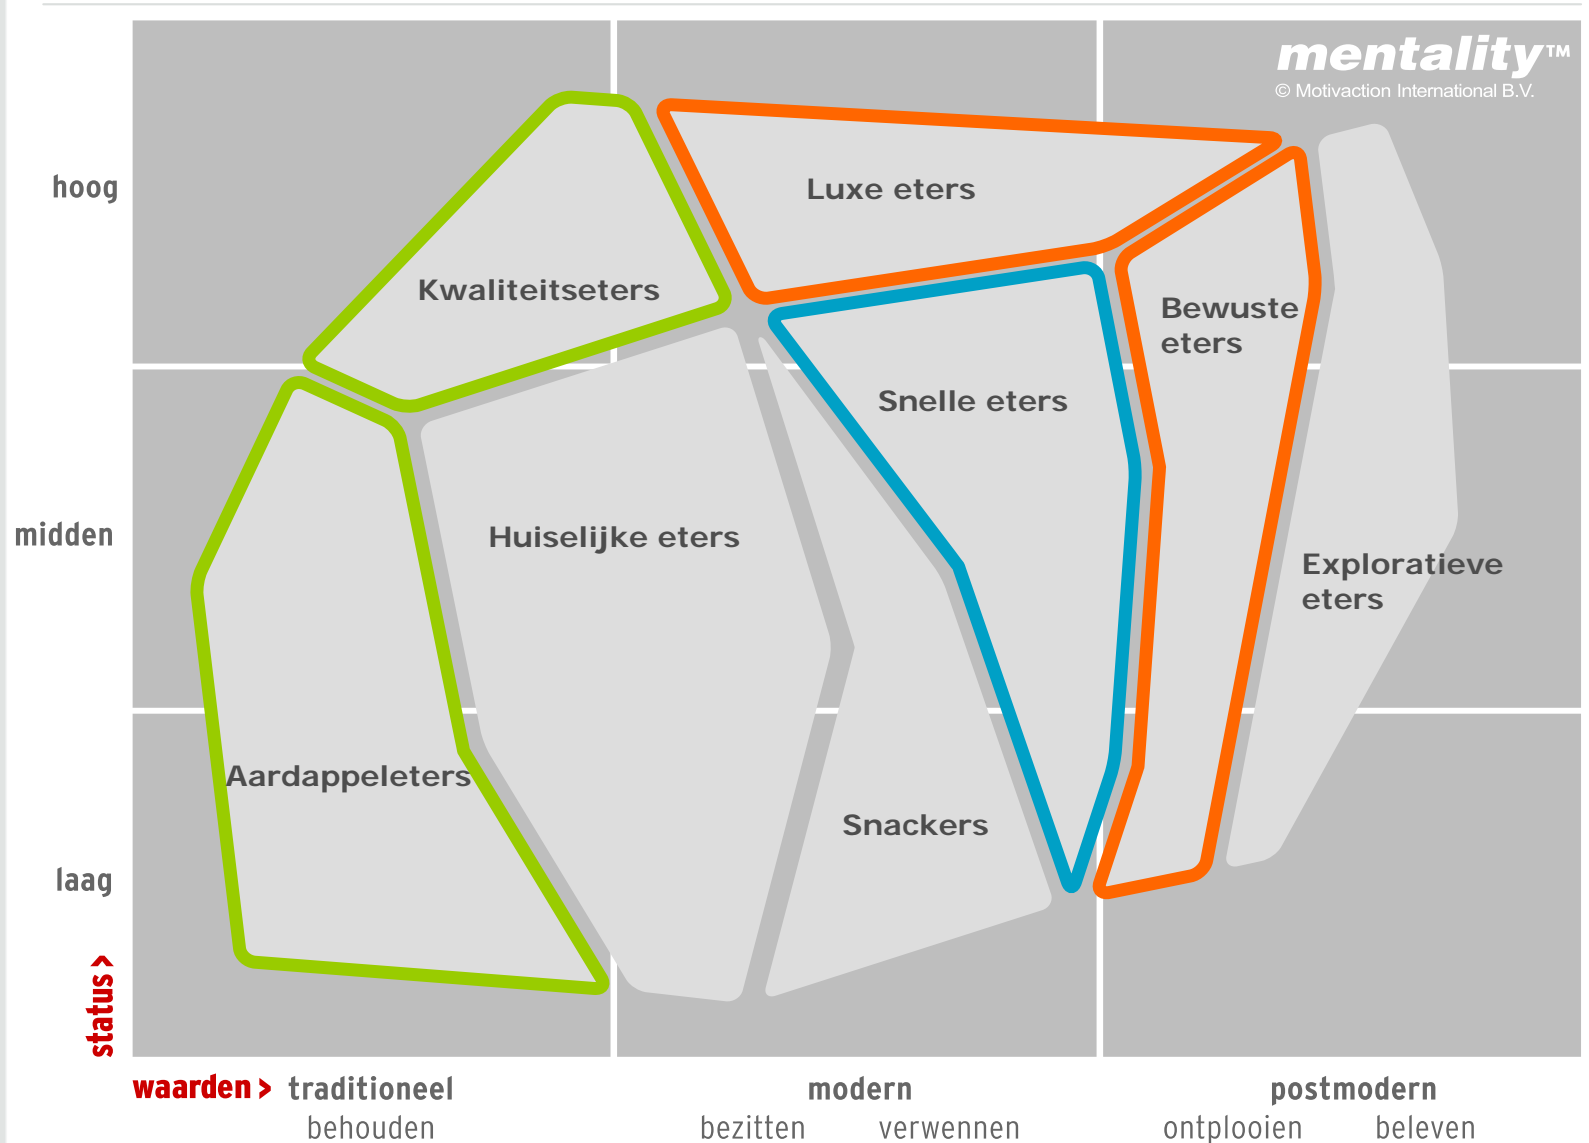 mentality™
© Motivaction International B.V.
hoog
Luxe eters
Kwaliteitseters
Bewuste
eters
Snelle eters
midden
Huiselijke eters
Exploratieve
eters
Aardappeleters
Snackers
laag
status >
waarden > traditioneel modern postmodern
behouden bezitten verwennen ontplooien beleven